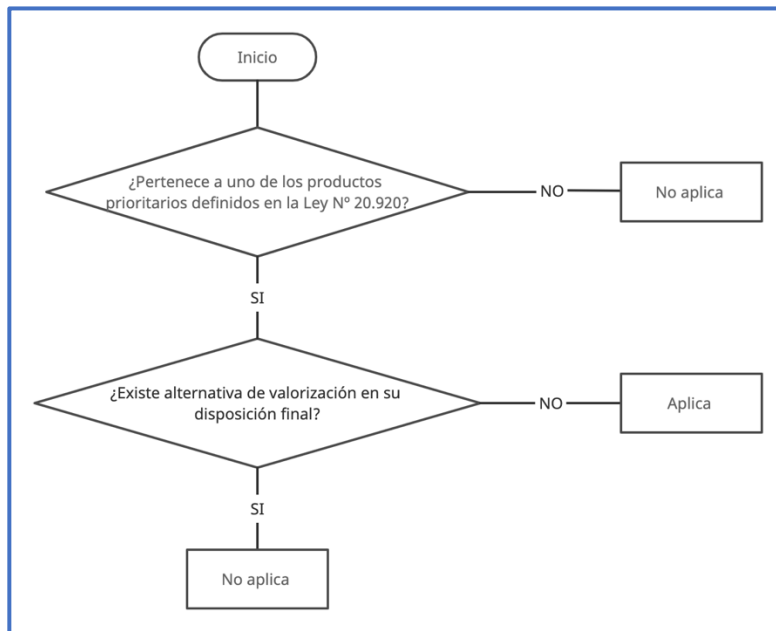 Inicio
¿Pertenece a uno de los productos
prioritarios definidos en la Ley Nº 20.920?
NO
No aplica
SI
¿Existe alternativa de valorización en su
disposición final?
NO
Aplica
SI
No aplica